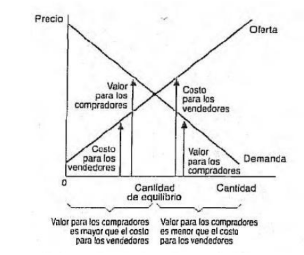 Precio
Oferta
Valor
para los
compradores
Costo
para los
vendedores
Costo
para los
vendedores
Valor
para los
compradores
Demanda
0
Cantidad
de equilibrio
Cantidad
Valor para los compradores
es mayor que el costo
para los vendedores
Valor para los compradores
es menor que el costo
para los vendedores